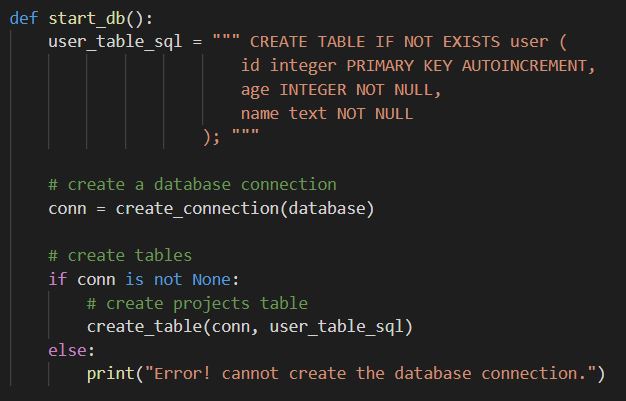 def start_db():
    user_table_sql = """ CREATE TABLE IF NOT EXISTS user (
                        id integer PRIMARY KEY AUTOINCREMENT,
                        age INTEGER NOT NULL,
                        name text NOT NULL
                    ); """

    # create a database connection
    conn = create_connection(database)

    # create tables
    if conn is not None:
        # create projects table
        create_table(conn, user_table_sql)
    else:
        print("Error! cannot create the database connection.")